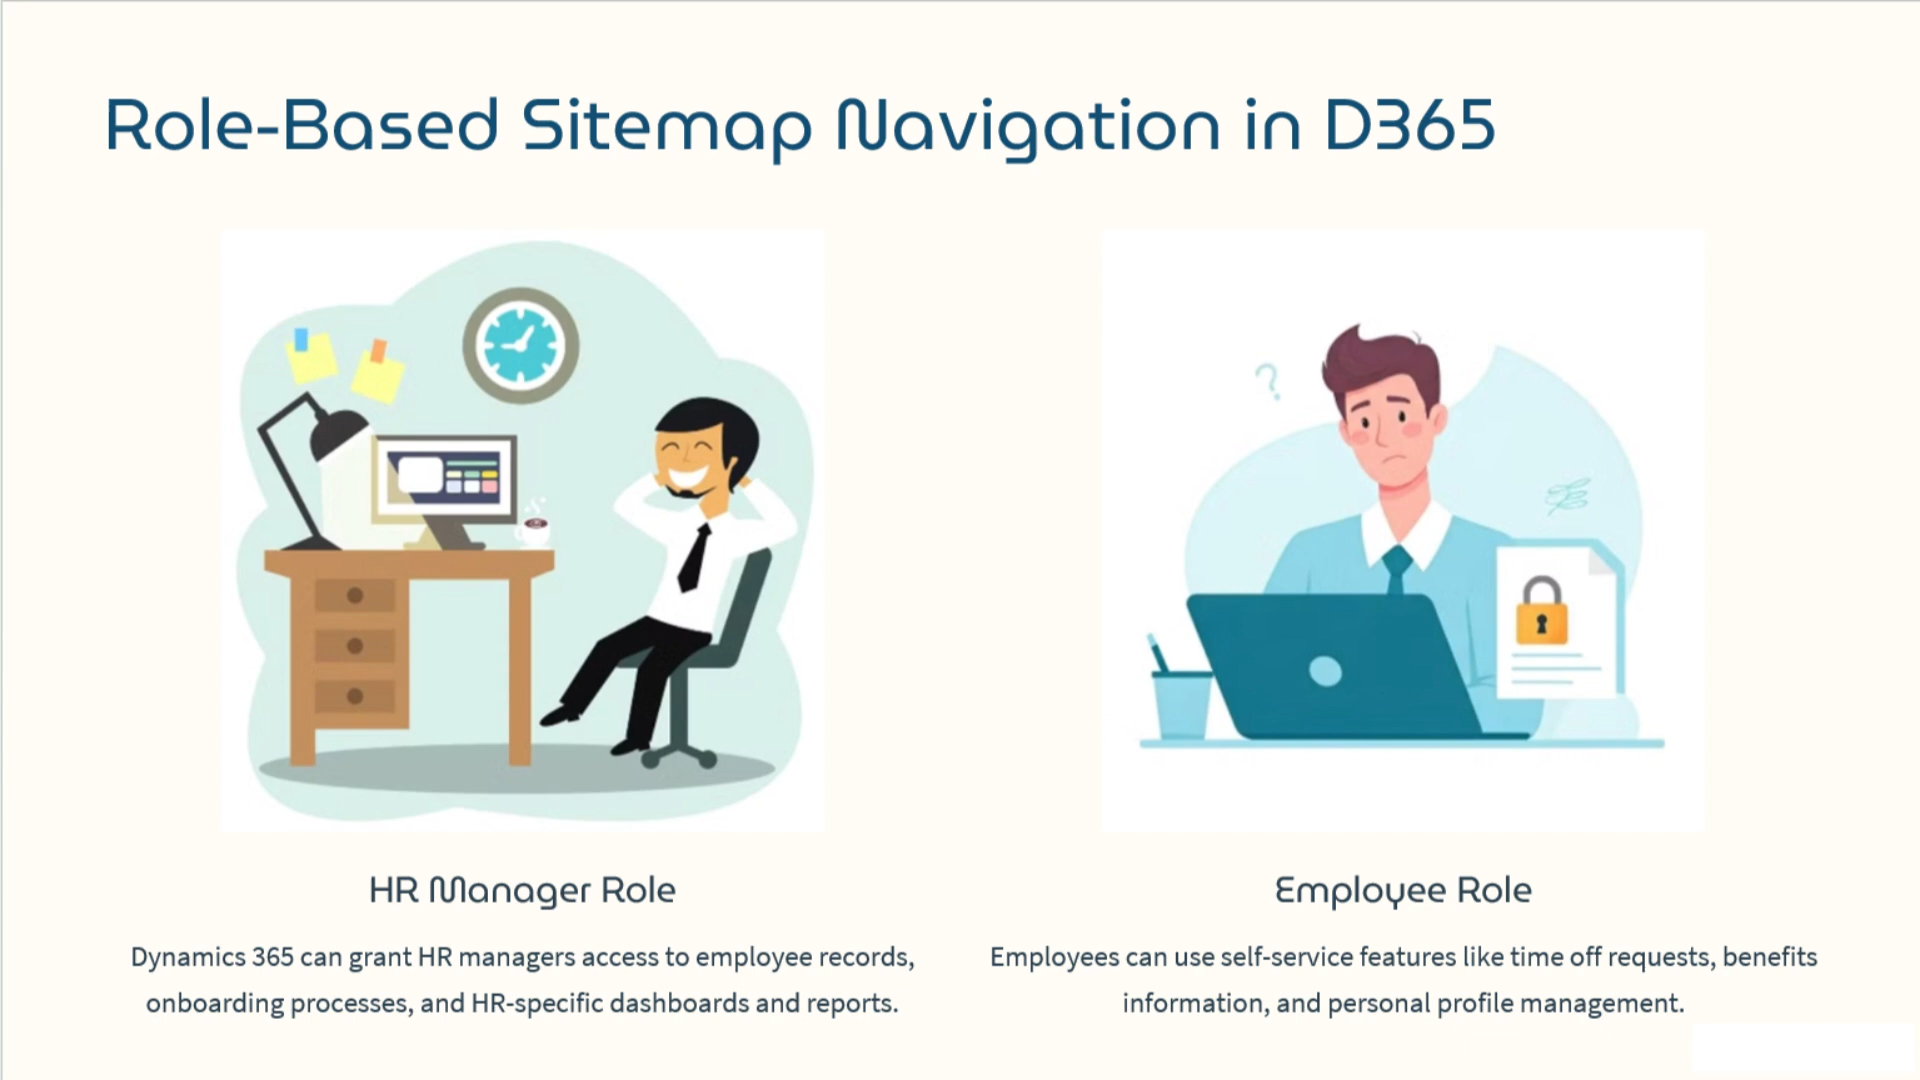 Role-Based Sitemap Navigation in D365
?
HR Manager Role
Dynamics 365 can grant HR managers access to employee records,
onboarding processes, and HR-specific dashboards and reports.
Employee Role
Employees can use self-service features like time off requests, benefits
information, and personal profile management.